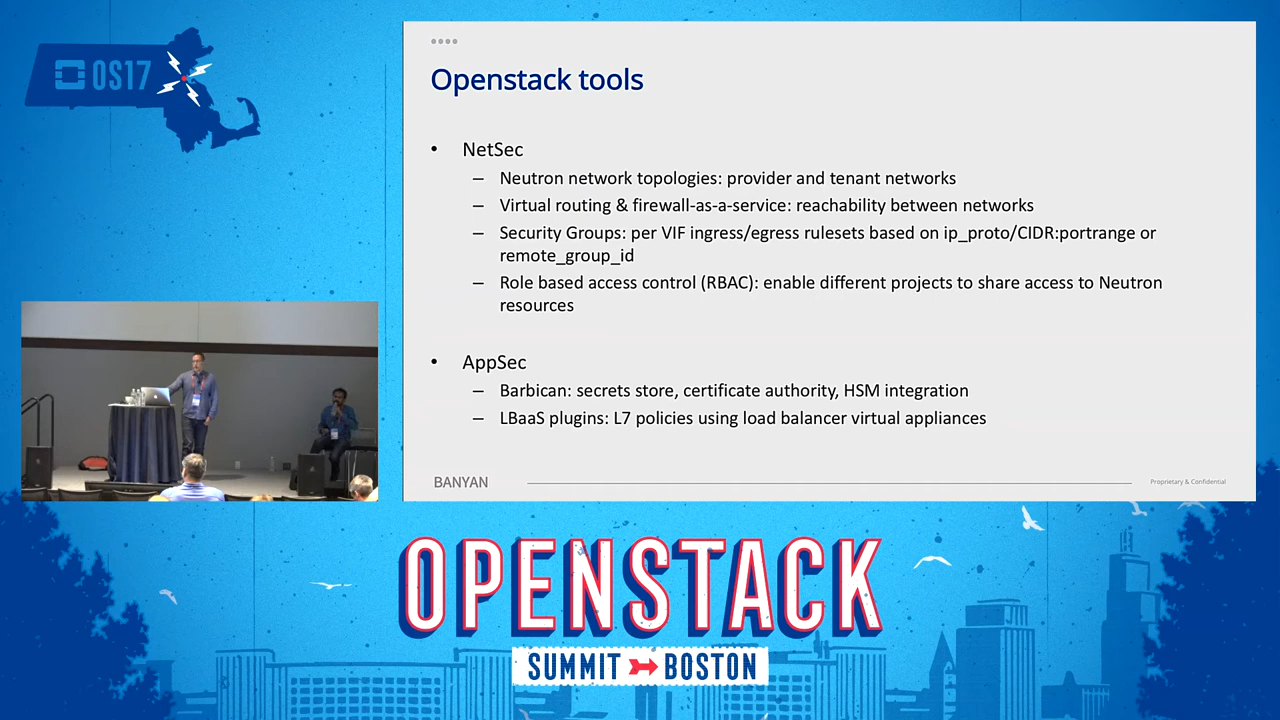 OS17
Openstack tools
• NetSec
– Neutron network topologies: provider and tenant networks
– Virtual routing & firewall-as-a-service: reachability between networks
– Security Groups: per VIF ingress/egress rulesets based on ip_proto/CIDR:portrange or
remote_group_id
– Role based access control (RBAC): enable different projects to share access to Neutron
resources
• AppSec
– Barbican: secrets store, certificate authority, HSM integration
– LBaaS plugins: L7 policies using load balancer virtual appliances
BANYAN
Proprietary & Confidential
OPENSTACK
SUMMIT BOSTON